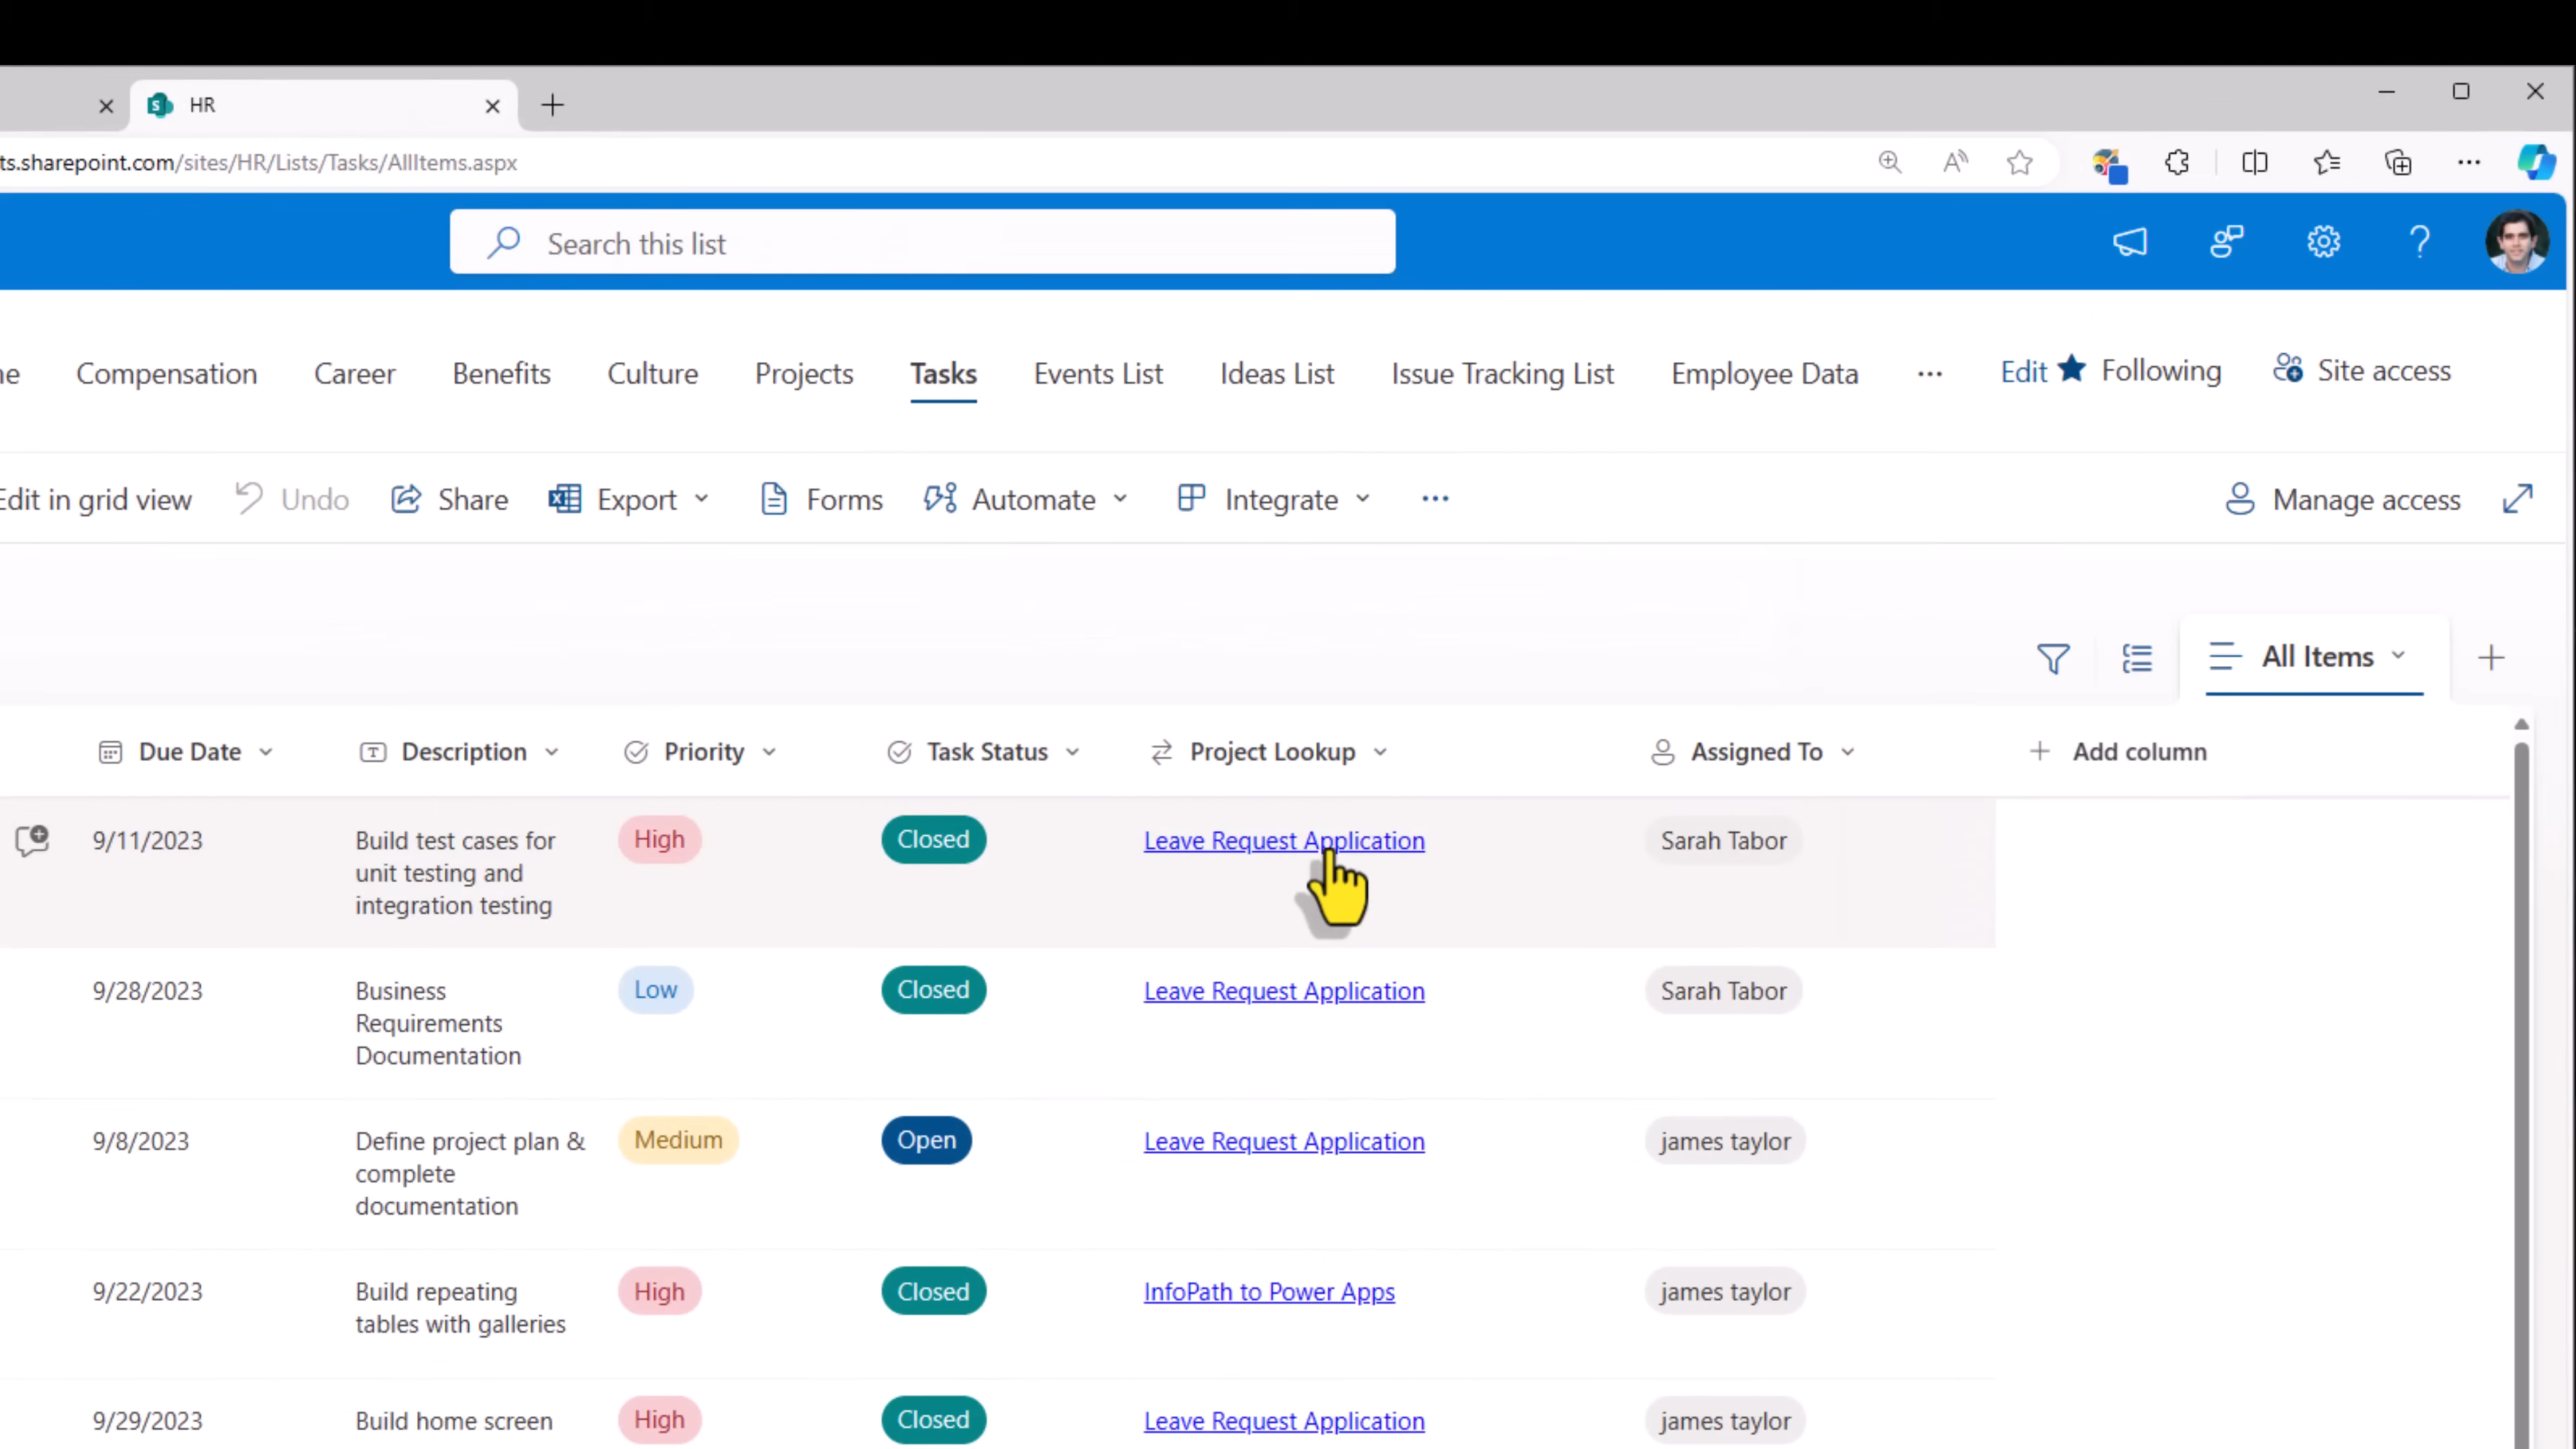 HR
ts.sharepoint.com/sites/HR/Lists/Tasks/AllItems.aspx
Search this list
Compensation Career Benefits Culture Projects Tasks Events List Ideas List Issue Tracking List Employee Data ... Edit Following Site access
Edit in grid view Undo Share Export Forms Automate Integrate ... Manage access
All Items
Due Date Description Priority Task Status Project Lookup Assigned To Add column
9/11/2023 Build test cases for High Closed Leave Request Application Sarah Tabor
unit testing and
integration testing
9/28/2023 Business Low Closed Leave Request Application Sarah Tabor
Requirements
Documentation
9/8/2023 Define project plan & Medium Open Leave Request Application james taylor
complete
documentation
9/22/2023 Build repeating High Closed InfoPath to Power Apps james taylor
tables with galleries
9/29/2023 Build home screen High Closed Leave Request Application james taylor